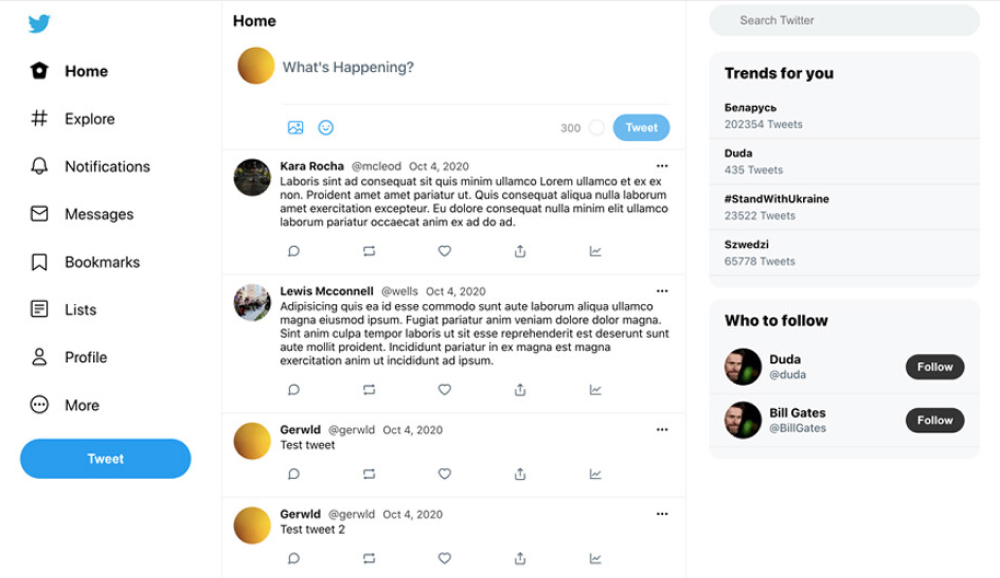 Home
Explore
Notifications
Messages
Bookmarks
Lists
Profile
More
Tweet
Home
What's Happening?
300 Tweet
Kara Rocha @mcleod Oct 4, 2020
Laboris sint ad consequat sit quis minim ullamco Lorem ullamco et ex ex
non. Proident amet amet pariatur ut. Quis consequat aliqua nulla laborum
amet exercitation excepteur. Eu dolore consequat nulla minim elit ullamco
laborum pariatur occaecat anim ex ad do ad.
Lewis Mcconnell @wells Oct 4, 2020
Adipisicing quis ea id esse commodo sunt aute laborum aliqua ullamco
magna eiusmod ipsum. Fugiat pariatur anim veniam dolore dolor magna.
Sint anim culpa tempor laboris ut sit esse reprehenderit est deserunt sunt
aute mollit proident. Incididunt pariatur in ex magna est magna
exercitation anim ut incididunt ad ipsum.
Gerwld @gerwld Oct 4, 2020
Test tweet
Gerwld @gerwld Oct 4, 2020
Test tweet 2
Search Twitter
Trends for you
Беларусь
202354 Tweets
Duda
435 Tweets
#StandWithUkraine
23522 Tweets
Szwedzi
65778 Tweets
Who to follow
Duda
@duda
Follow
Bill Gates
@BillGates
Follow